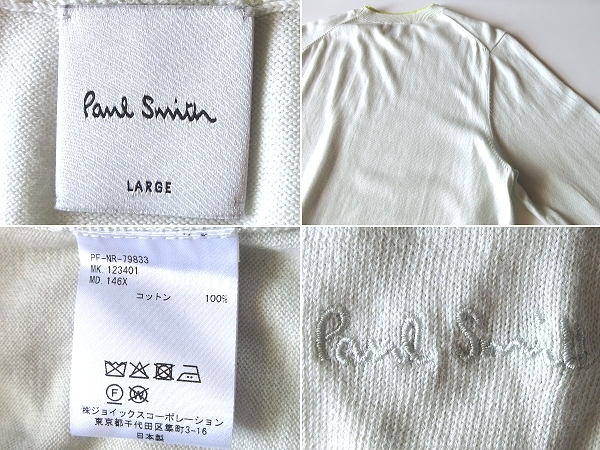 Paul Smith
LARGE
PF-NR-79833
MK. 123401
MD. 146X
コットン 100%
F W
㈱ジョイックスコーポレーション
東京都千代田区隼町3-16
日本製
Paul Smith